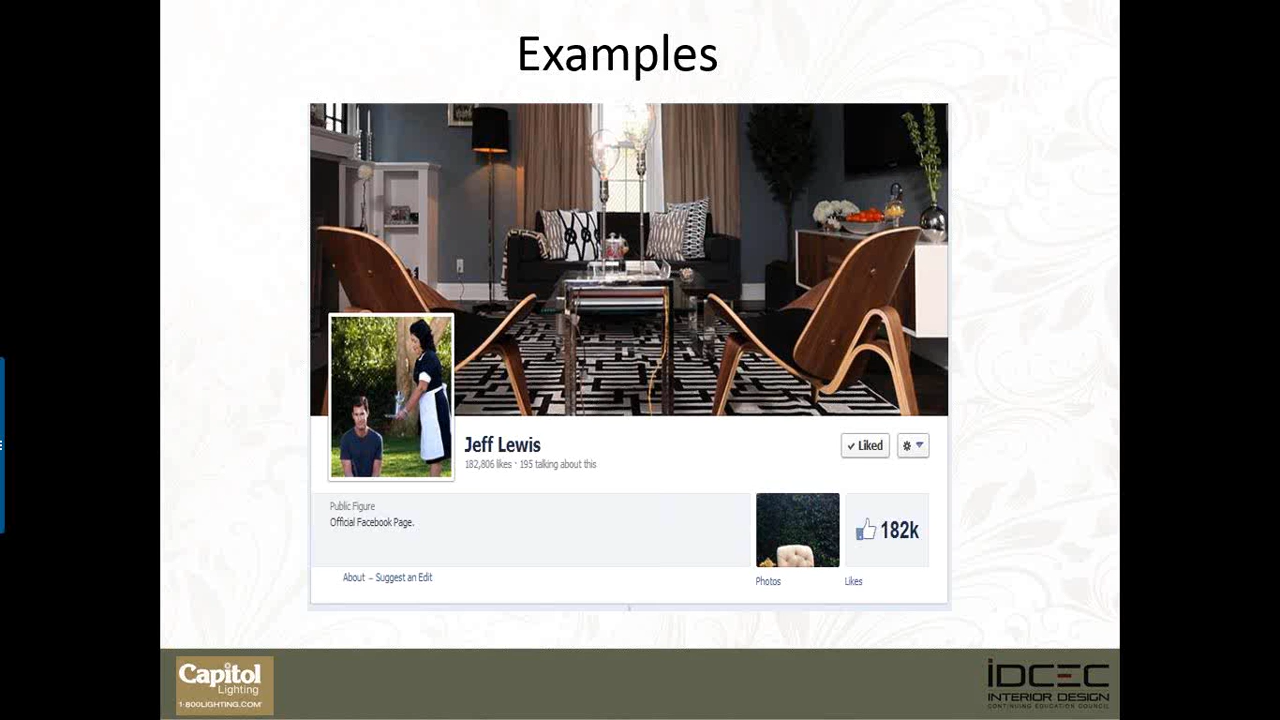 Examples
Jeff Lewis
182,806 likes · 195 talking about this
Liked
Public Figure
Official Facebook Page.
182k
About – Suggest an Edit
Photos
Likes
Capitol
Lighting
1·800LIGHTING.COM
IDCEC
INTERIOR DESIGN
CONTINUING EDUCATION COUNCIL